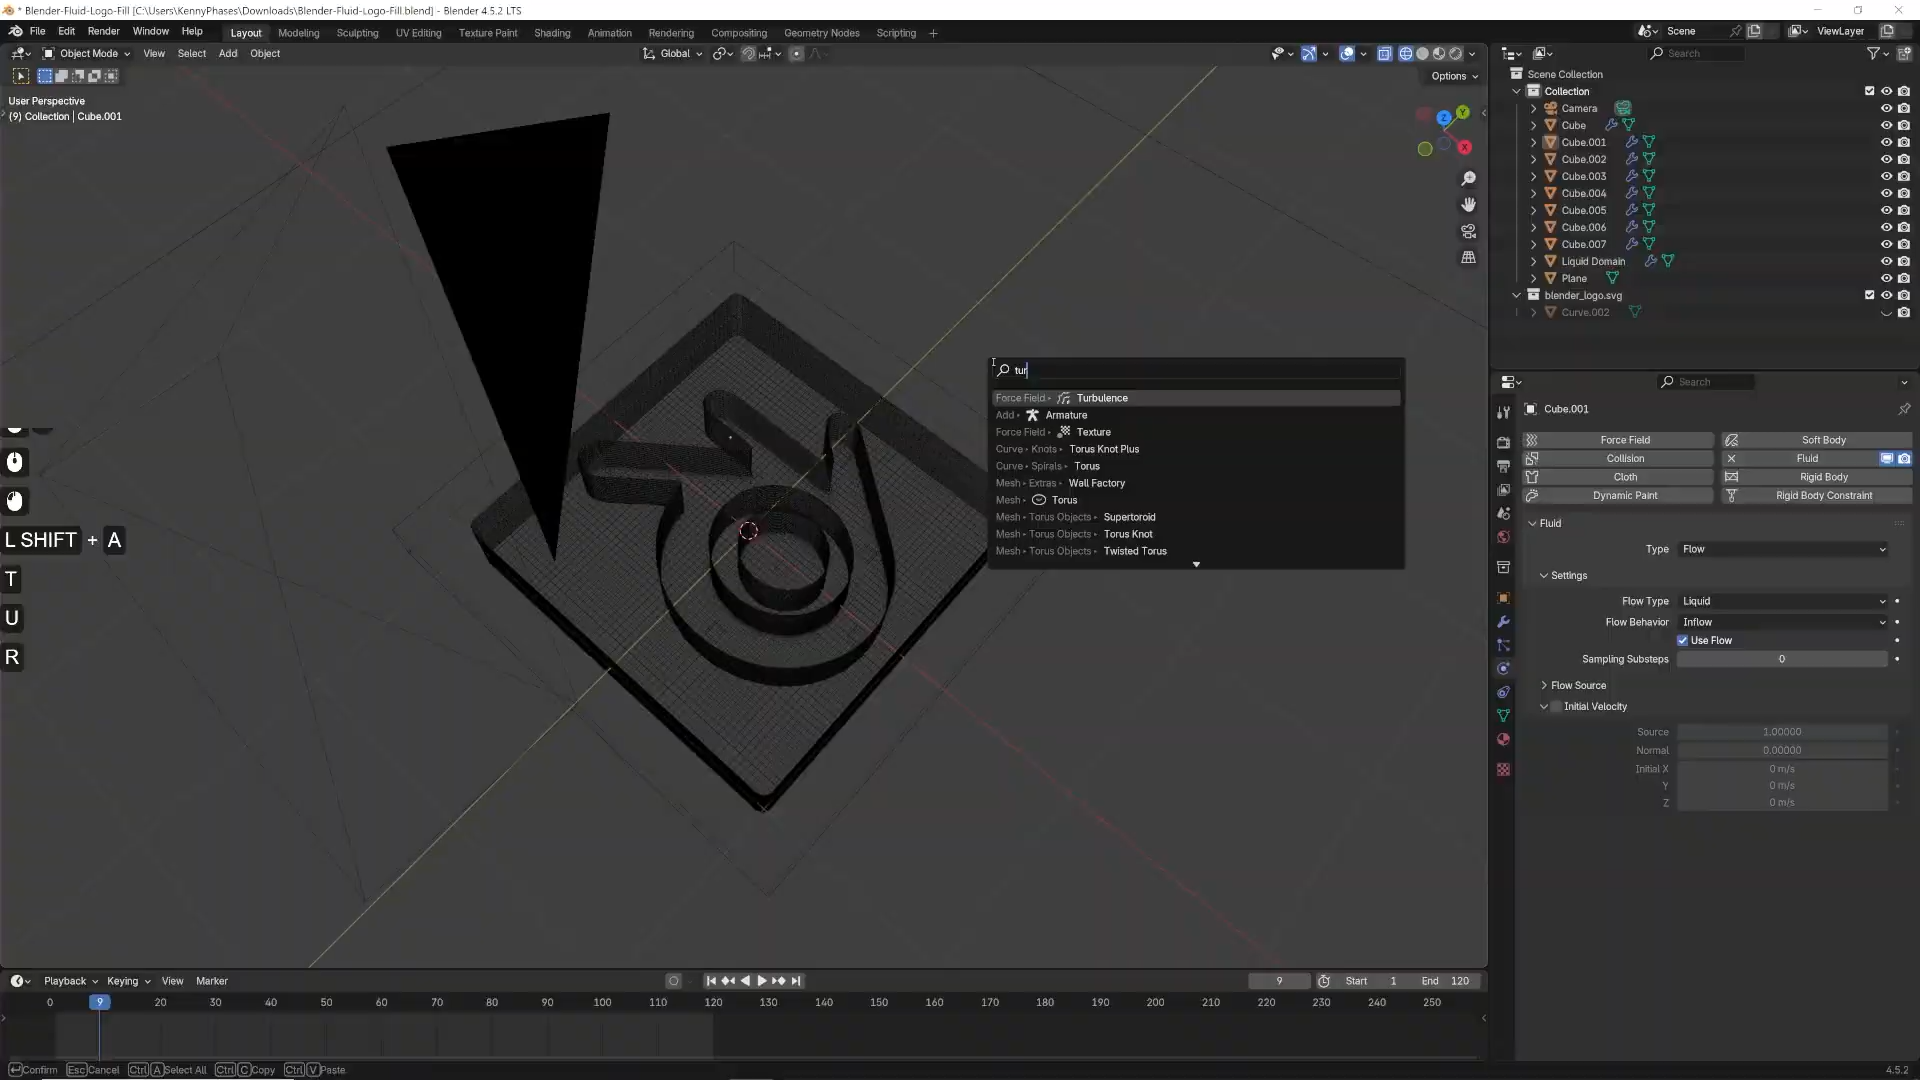 * Blender-Fluid-Logo-Fill [C:\Users\KennyPhases\Downloads\Blender-Fluid-Logo-Fill.blend] - Blender 4.5.2 LTS
File Edit Render Window Help Layout Modeling Sculpting UV Editing Texture Paint Shading Animation Rendering Compositing Geometry Nodes Scripting + Scene ViewLayer
Object Mode View Select Add Object Global Search
Options
User Perspective
(9) Collection | Cube.001
Z Y X
Scene Collection
Collection
Camera
Cube
Cube.001
Cube.002
Cube.003
Cube.004
Cube.005
Cube.006
Cube.007
Liquid Domain
Plane
blender_logo.svg
Curve.002
tur
Force Field Turbulence
Add Armature
Force Field Texture
Curve Knots Torus Knot Plus
Curve Spirals Torus
Mesh Extras Wall Factory
Mesh Torus
Mesh Torus Objects Supertoroid
Mesh Torus Objects Torus Knot
Mesh Torus Objects Twisted Torus
L SHIFT + A
T
U
R
Search
Cube.001
Force Field Soft Body
Collision Fluid
Cloth Rigid Body
Dynamic Paint Rigid Body Constraint
Fluid
Type Flow
Settings
Flow Type Liquid
Flow Behavior Inflow
Use Flow
Sampling Substeps 0
Flow Source
Initial Velocity
Source 1.00000
Normal 0.00000
Initial X 0 m/s
Y 0 m/s
Z 0 m/s
Playback Keying View Marker 9 Start 1 End 120
0 9 20 30 40 50 60 70 80 90 100 110 120 130 140 150 160 170 180 190 200 210 220 230 240 250
Confirm Esc Cancel Ctrl A Select All Ctrl C Copy Ctrl V Paste 4.5.2